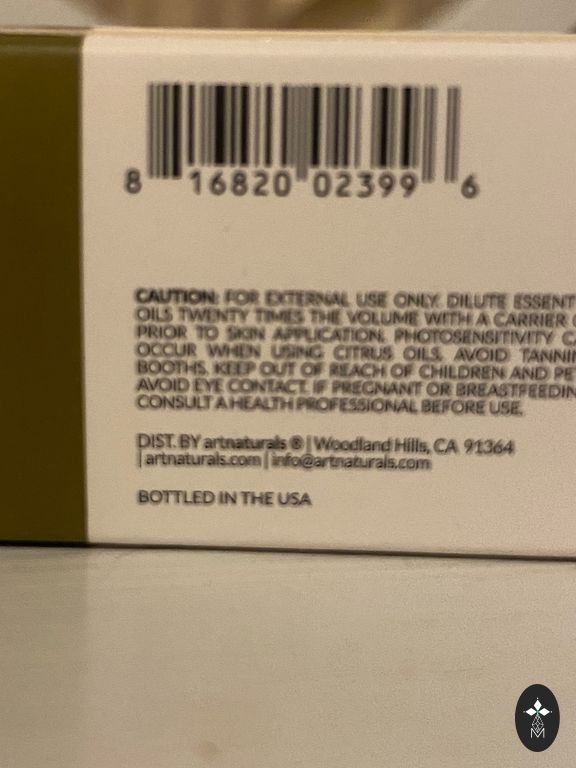 8 16820 02399 6
CAUTION: FOR EXTERNAL USE ONLY. DILUTE ESSENT
OILS TWENTY TIMES THE VOLUME WITH A CARRIER
PRIOR TO SKIN APPLICATION. PHOTOSENSITIVITY CA
OCCUR WHEN USING CITRUS OILS. AVOID TANNIN
BOOTHS. KEEP OUT OF REACH OF CHILDREN AND PE
AVOID EYE CONTACT. IF PREGNANT OR BREASTFEEDIN
CONSULT A HEALTH PROFESSIONAL BEFORE USE.
DIST. BY artnaturals ® | Woodland Hills, CA 91364
| artnaturals.com | info@artnaturals.com
BOTTLED IN THE USA
M